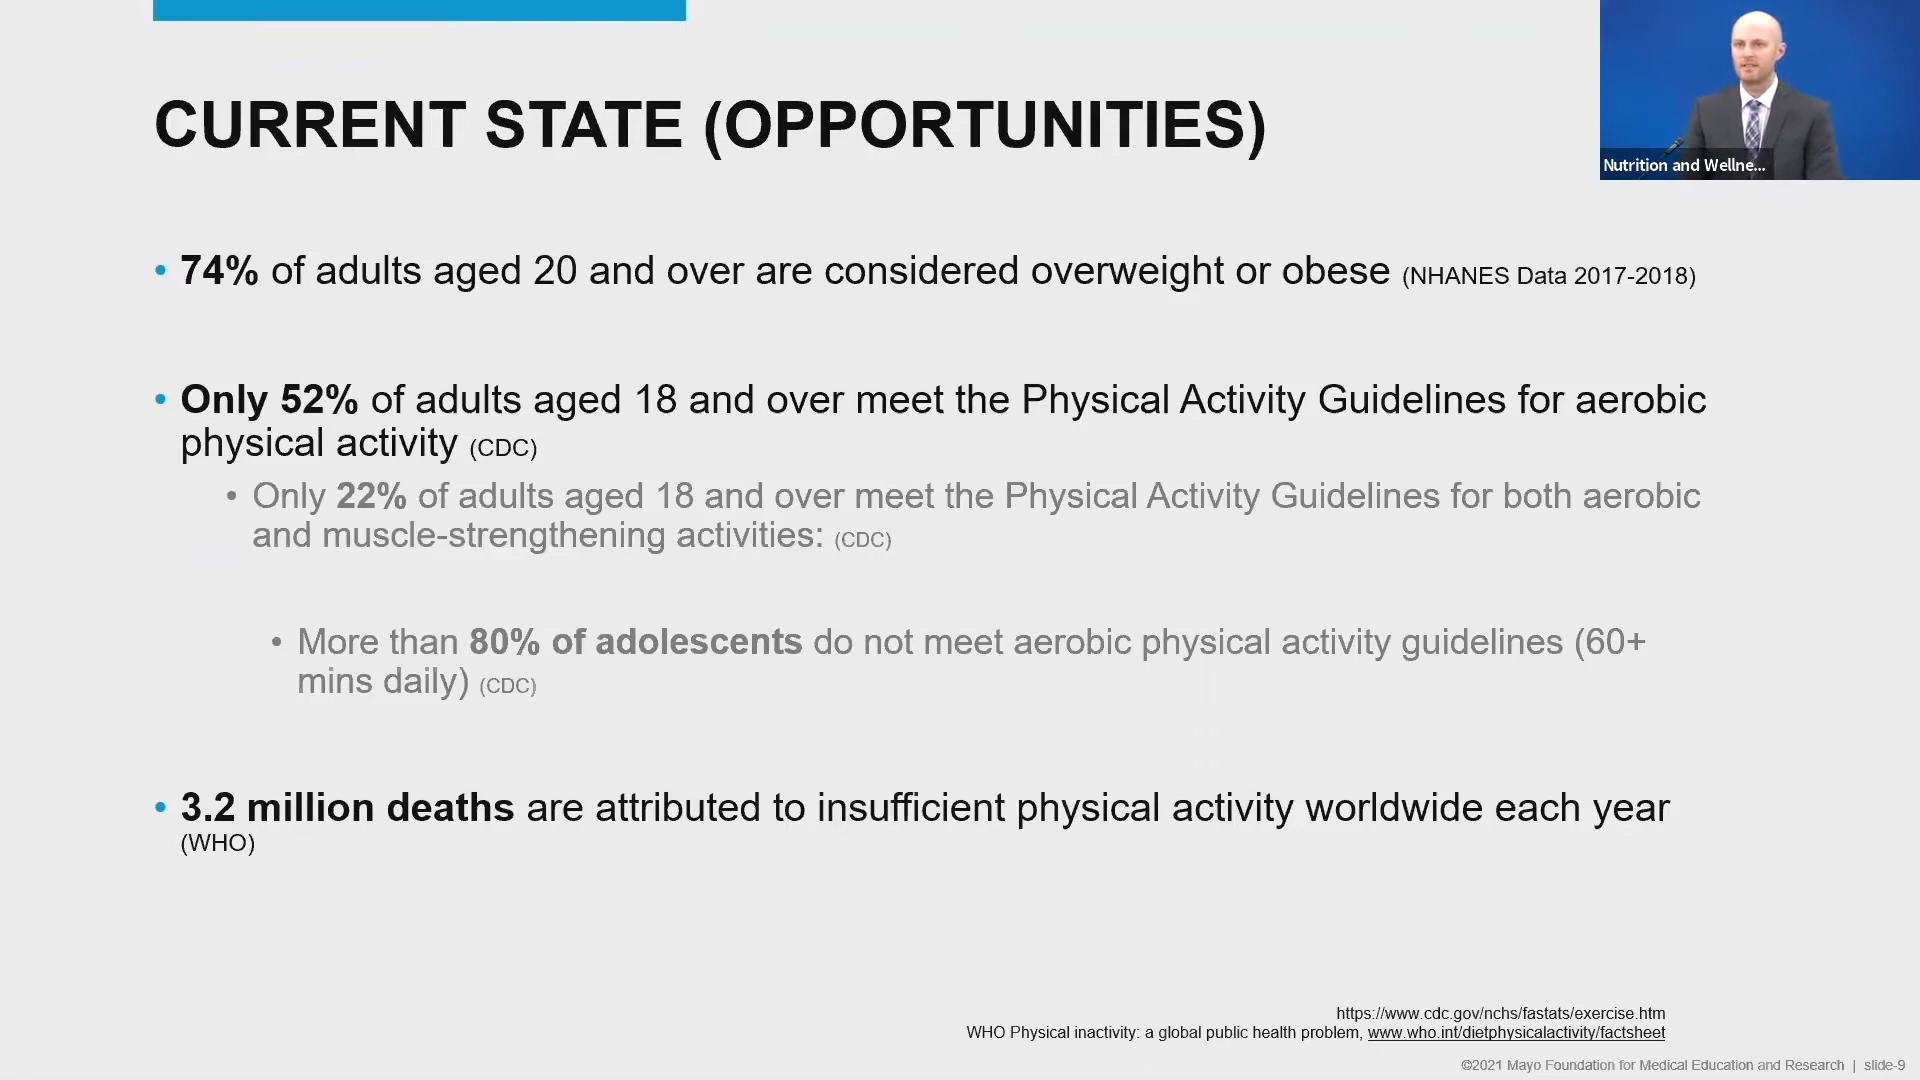 CURRENT STATE (OPPORTUNITIES)
Nutrition and Wellne...
• 74% of adults aged 20 and over are considered overweight or obese (NHANES Data 2017-2018)
• Only 52% of adults aged 18 and over meet the Physical Activity Guidelines for aerobic
physical activity (CDC)
• Only 22% of adults aged 18 and over meet the Physical Activity Guidelines for both aerobic
and muscle-strengthening activities: (CDC)
• More than 80% of adolescents do not meet aerobic physical activity guidelines (60+
mins daily) (CDC)
• 3.2 million deaths are attributed to insufficient physical activity worldwide each year
(WHO)
https://www.cdc.gov/nchs/fastats/exercise.htm
WHO Physical inactivity: a global public health problem, www.who.int/dietphysicalactivity/factsheet
©2021 Mayo Foundation for Medical Education and Research | slide-9